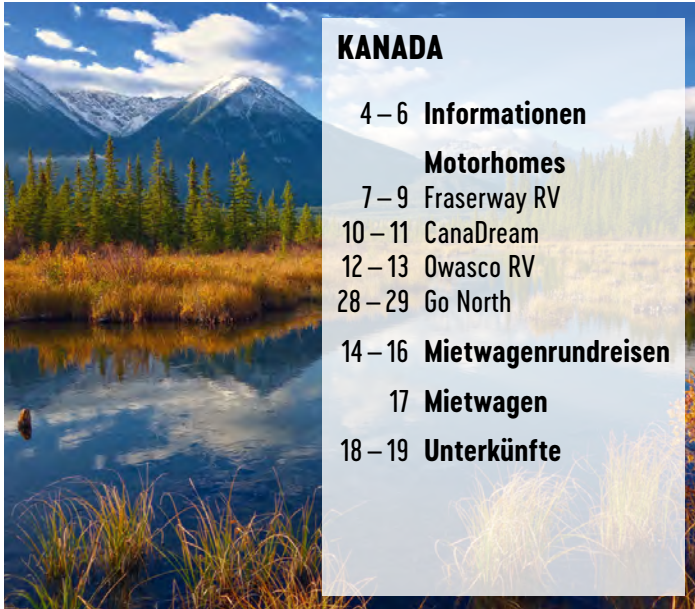 KANADA
4 – 6 Informationen
Motorhomes
7 – 9 Fraserway RV
10 – 11 CanaDream
12 – 13 Owasco RV
28 – 29 Go North
14 – 16 Mietwagenrundreisen
17 Mietwagen
18 – 19 Unterkünfte